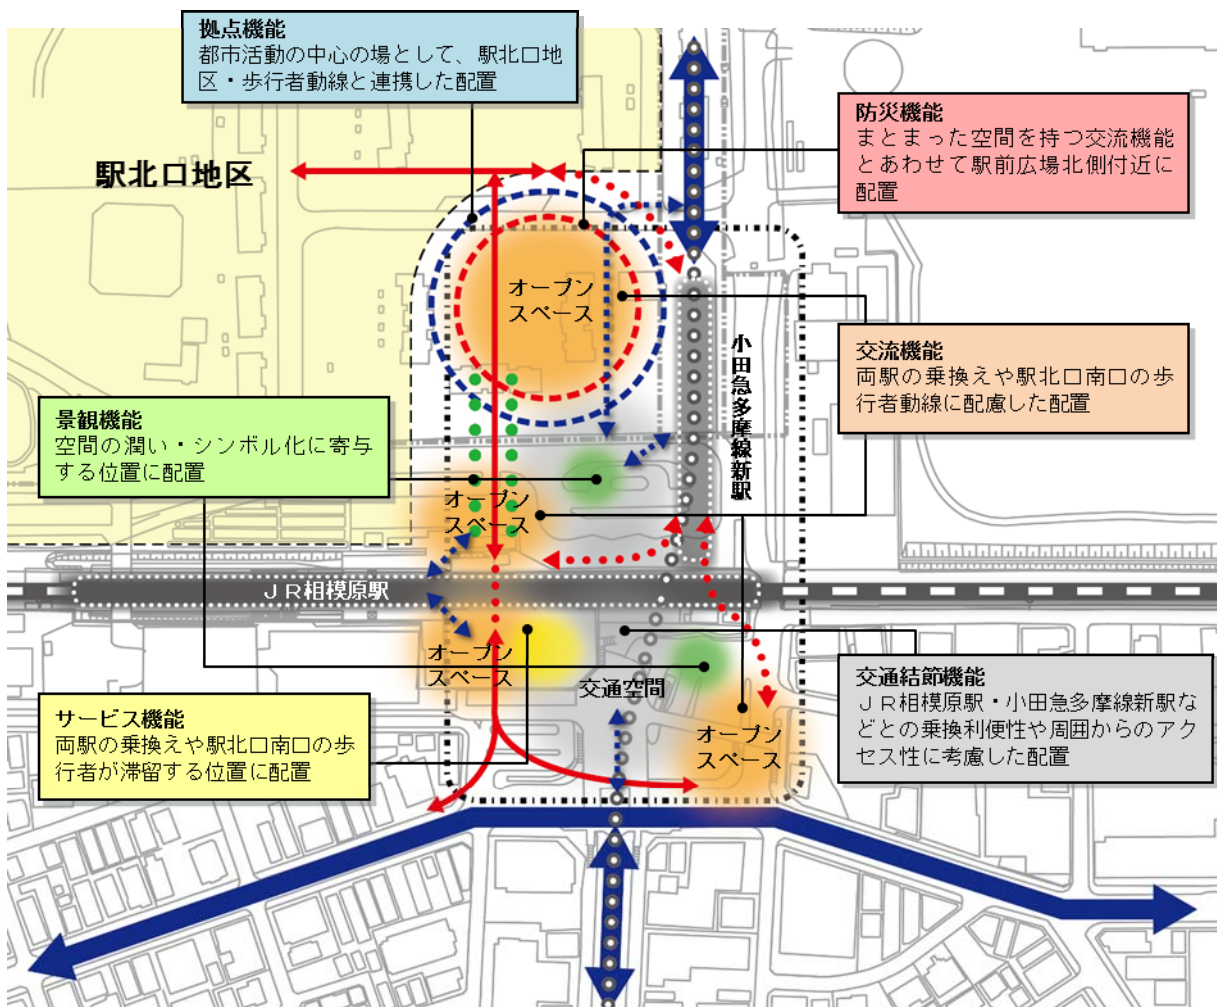 拠点機能
都市活動の中心の場として、駅北口地
区・歩行者動線と連携した配置
防災機能
まとまった空間を持つ交流機能
とあわせて駅前広場北側付近に
配置
駅北口地区
オープン
スペース
小田急多摩線新駅
交流機能
両駅の乗換えや駅北口南口の歩
行者動線に配慮した配置
景観機能
空間の潤い・シンボル化に寄与
する位置に配置
オープン
スペース
ＪＲ相模原駅
オープン
スペース
交通空間
交通結節機能
ＪＲ相模原駅・小田急多摩線新駅な
どとの乗換利便性や周囲からのアク
セス性に考慮した配置
サービス機能
両駅の乗換えや駅北口南口の歩
行者が滞留する位置に配置
オープン
スペース